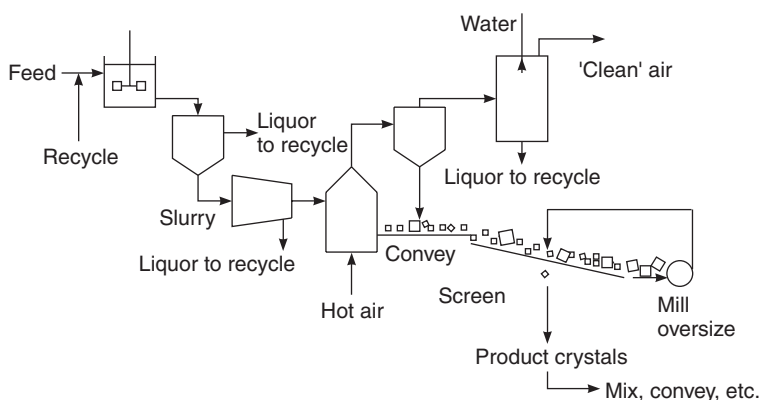 Water
Feed
'Clean' air
Liquor
to recycle
Recycle
Liquor to recycle
Slurry
Convey
Liquor to recycle
Screen
Hot air
Mill
oversize
Product crystals
Mix, convey, etc.